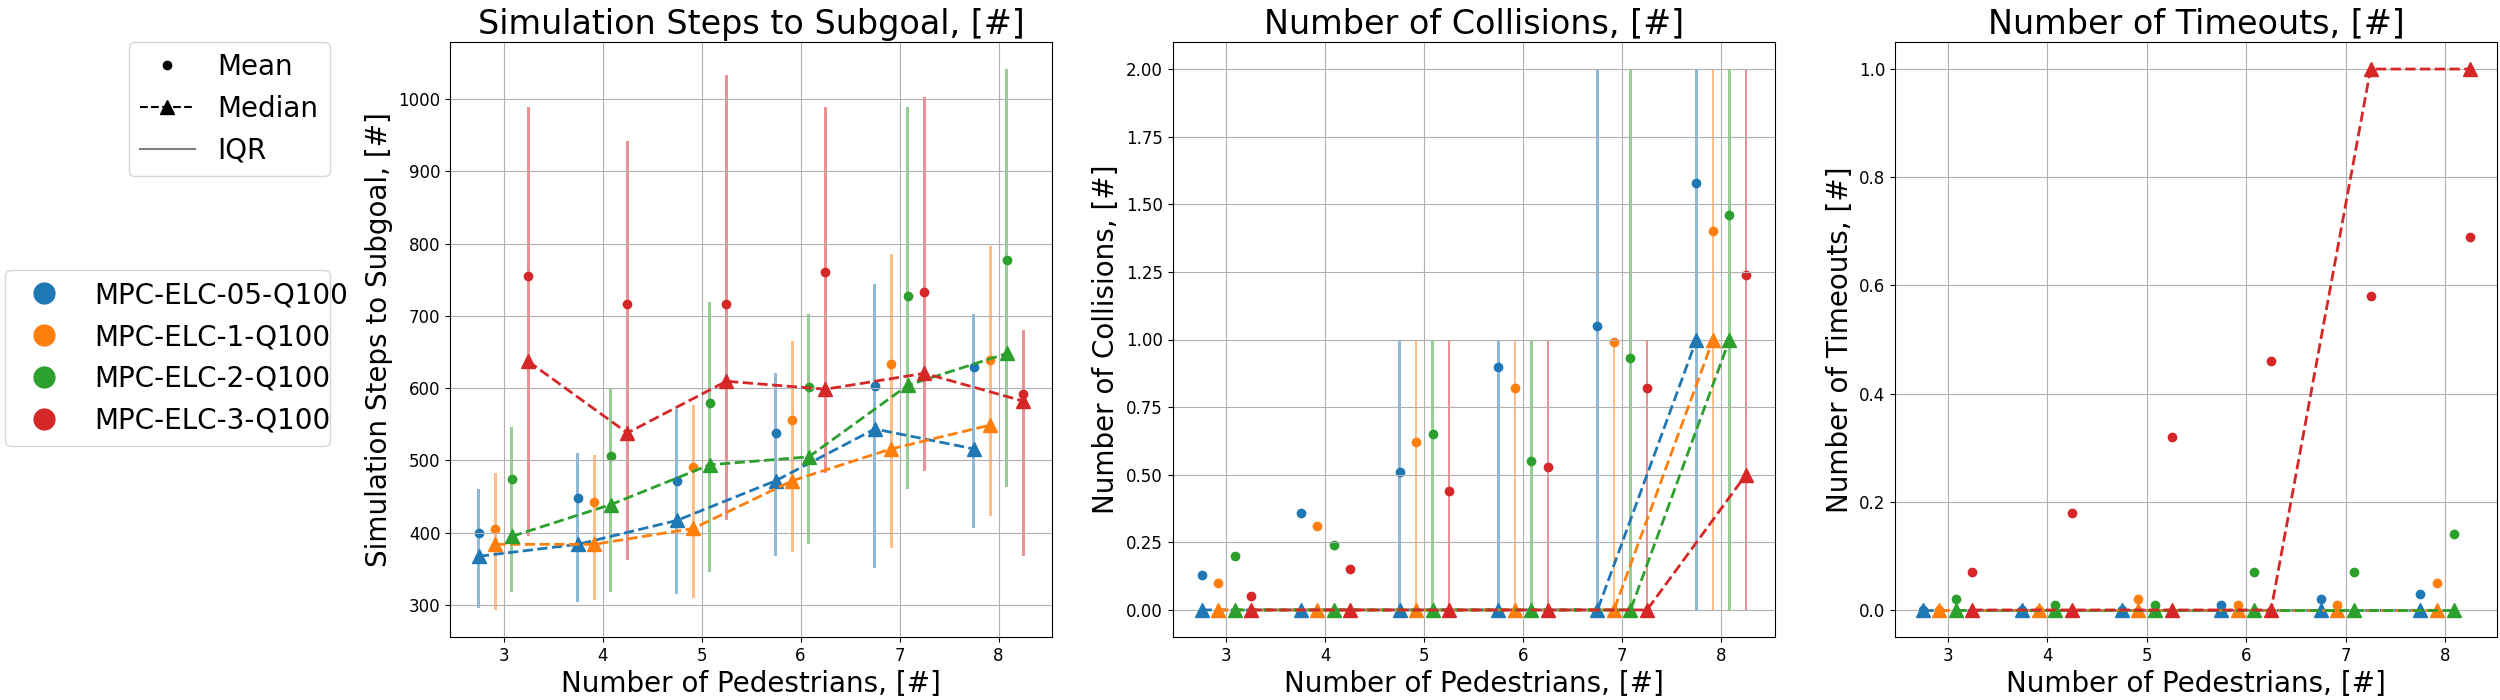 Mean
Median
IQR
MPC-ELC-05-Q100
MPC-ELC-1-Q100
MPC-ELC-2-Q100
MPC-ELC-3-Q100
Simulation Steps to Subgoal, [#]
Simulation Steps to Subgoal, [#]
1000
900
800
700
600
500
400
300
3 4 5 6 7 8
Number of Pedestrians, [#]
Number of Collisions, [#]
Number of Collisions, [#]
2.00
1.75
1.50
1.25
1.00
0.75
0.50
0.25
0.00
3 4 5 6 7 8
Number of Pedestrians, [#]
Number of Timeouts, [#]
Number of Timeouts, [#]
1.0
0.8
0.6
0.4
0.2
0.0
3 4 5 6 7 8
Number of Pedestrians, [#]